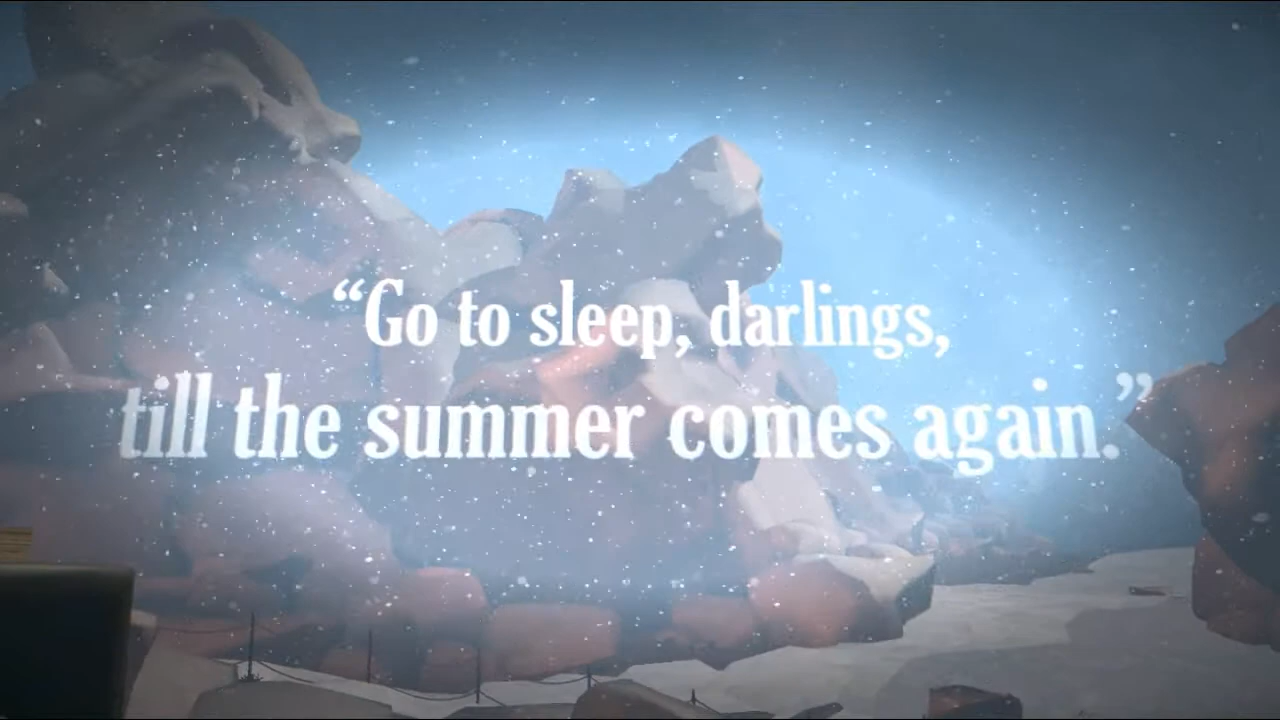 “Go to sleep, darlings,
till the summer comes again.”